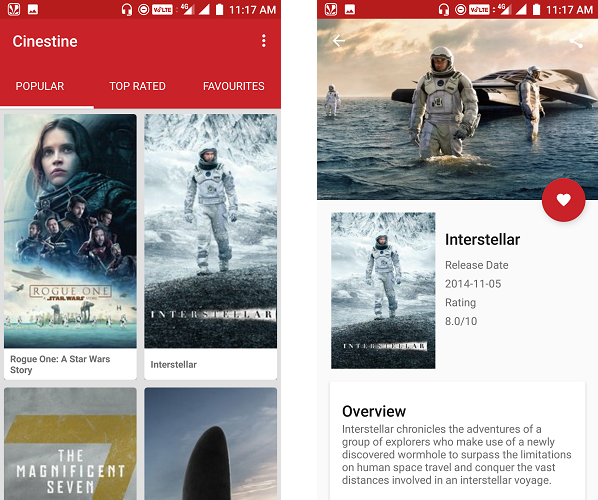 VoLTE 4G 11:17 AM
Cinestine
POPULAR TOP RATED FAVOURITES
ROGUE ONE
A STAR WARS STORY
INTERSTELLAR
Rogue One: A Star Wars
Story
Interstellar
THE
MAGNIFICENT
SEVEN
7
VoLTE 4G 11:17 AM
INTERSTELLAR
Interstellar
Release Date
2014-11-05
Rating
8.0/10
Overview
Interstellar chronicles the adventures of a
group of explorers who make use of a newly
discovered wormhole to surpass the limitations
on human space travel and conquer the vast
distances involved in an interstellar voyage.